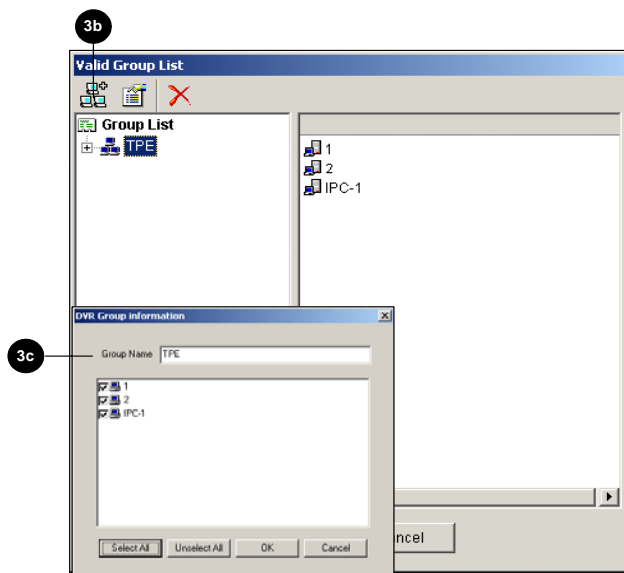 3b
Valid Group List
Group List
TPE
1
2
IPC-1
DVR Group information
3c
Group Name TPE
1
2
IPC-1
Select All Unselect All OK Cancel
ncel